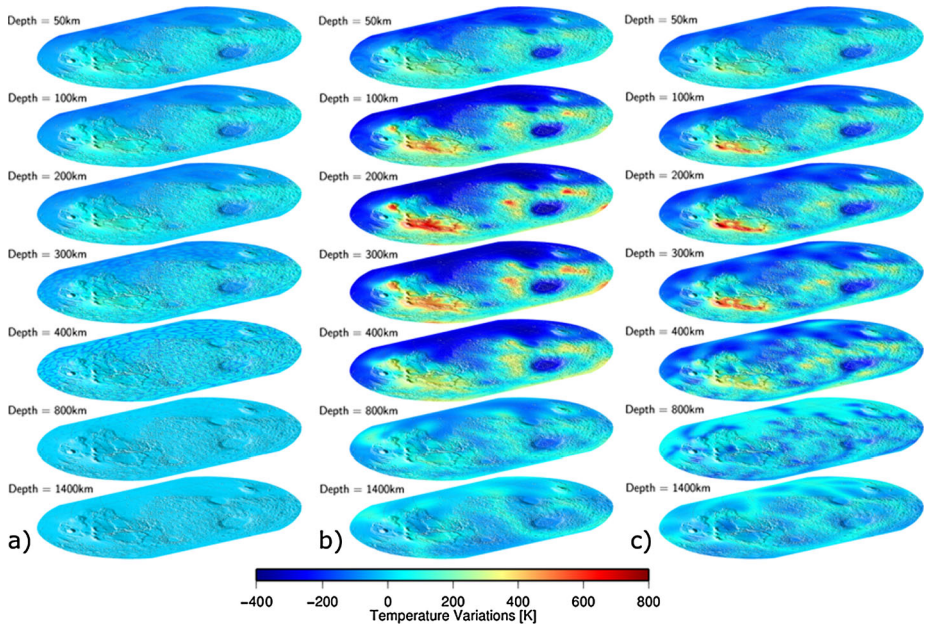 Depth = 50km
Depth = 100km
Depth = 200km
Depth = 300km
Depth = 400km
Depth = 800km
Depth = 1400km
a)
Depth = 50km
Depth = 100km
Depth = 200km
Depth = 300km
Depth = 400km
Depth = 800km
Depth = 1400km
b)
Depth = 50km
Depth = 100km
Depth = 200km
Depth = 300km
Depth = 400km
Depth = 800km
Depth = 1400km
c)
−400 −200 0 200 400 600 800
Temperature Variations [K]